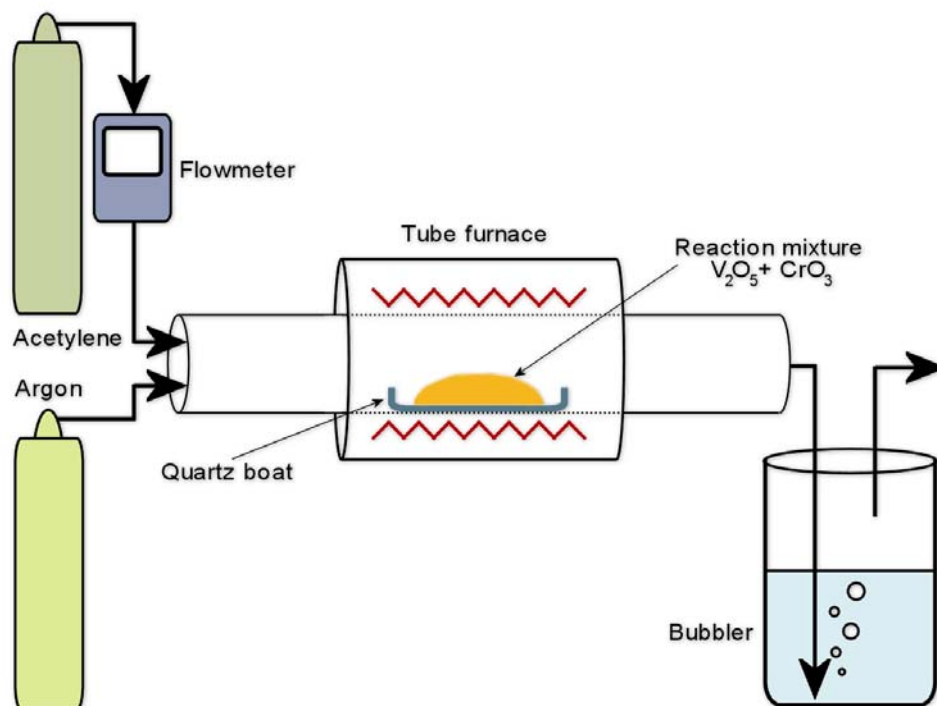 Flowmeter
Tube furnace
Reaction mixture
V₂O₅+ CrO₃
Acetylene
Argon
Quartz boat
Bubbler